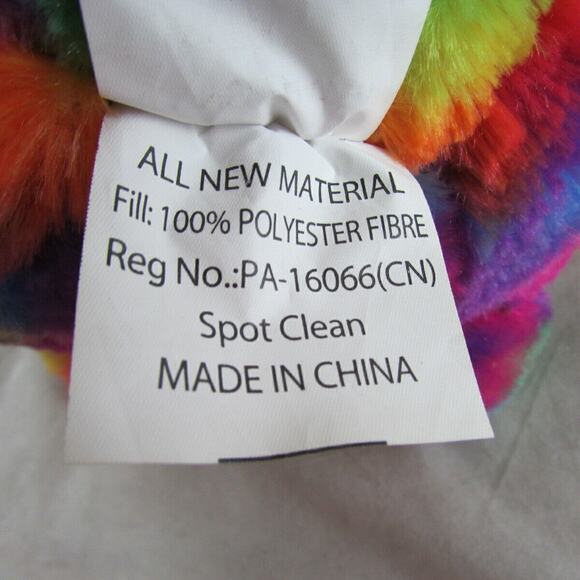 ALL NEW MATERIAL
Fill: 100% POLYESTER FIBRE
Reg No.:PA-16066(CN)
Spot Clean
MADE IN CHINA